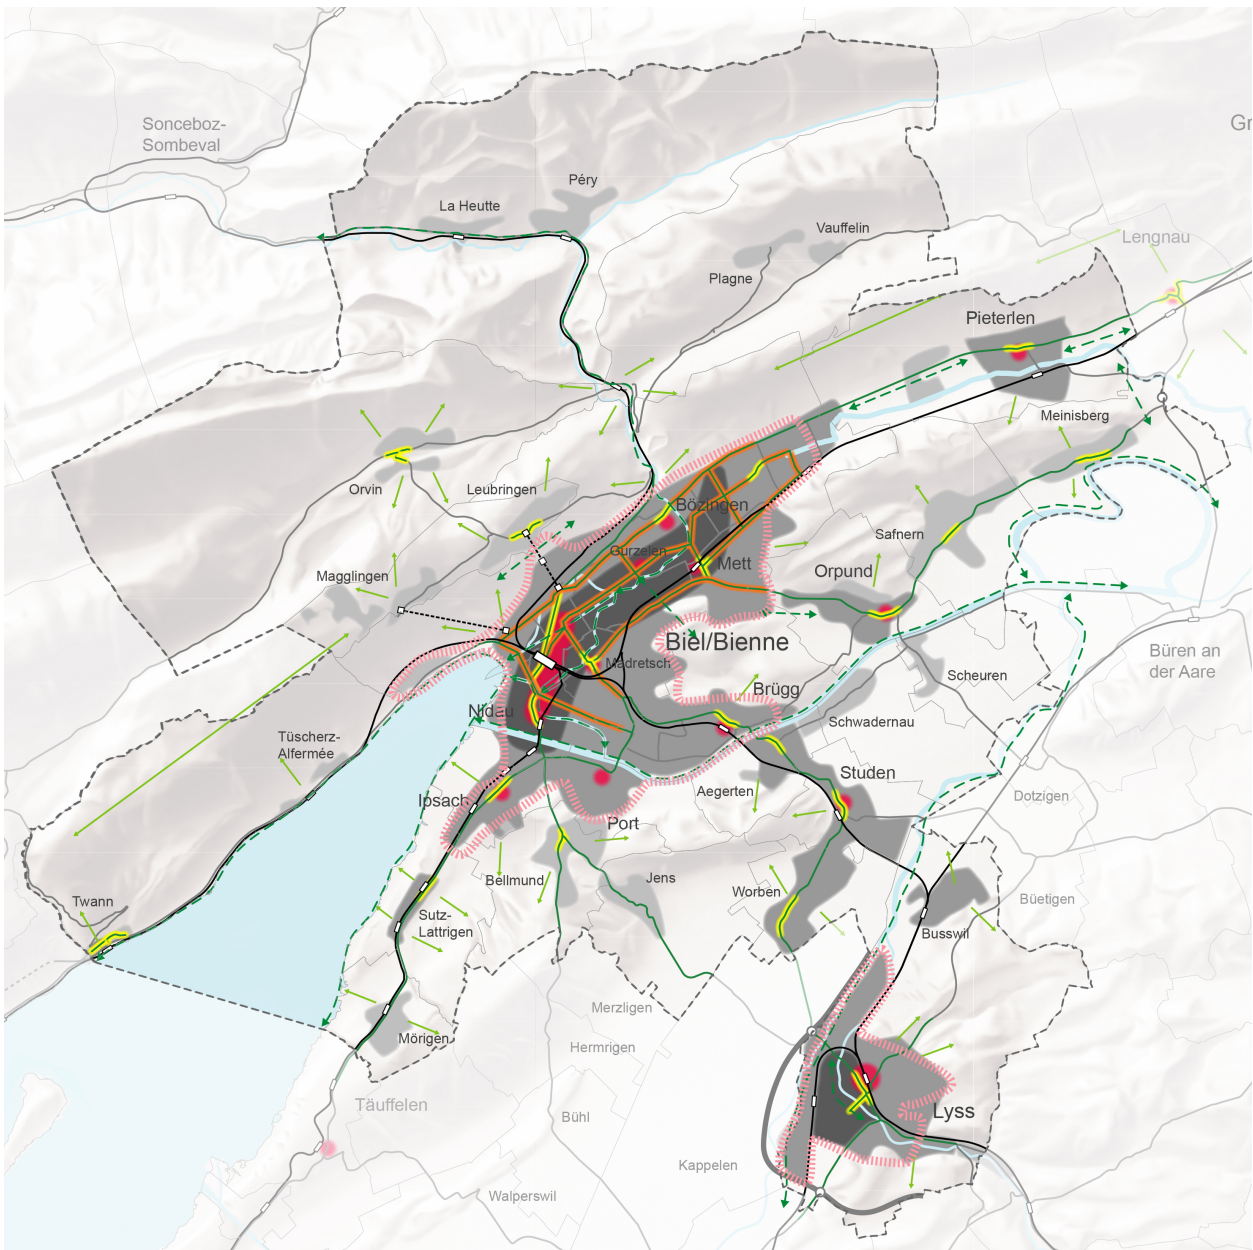 Sonceboz-
Sombeval
Gr
Péry
La Heutte
Vauffelin
Lengnau
Plagne
Pieterlen
Meinisberg
Orvin
Leubringen
Bözingen
Safnern
Gurzelen
Mett
Magglingen
Orpund
Biel/Bienne
Madretsch
Büren an
der Aare
Scheuren
Brügg
Nidau
Schwadernau
Tüscherz-
Alfermée
Studen
Aegerten
Ipsach
Dotzigen
Port
Bellmund
Jens
Worben
Büetigen
Twann
Sutz-
Lattrigen
Busswil
Merzligen
Mörigen
Hermrigen
Täuffelen
Bühl
Lyss
Kappelen
Walperswil